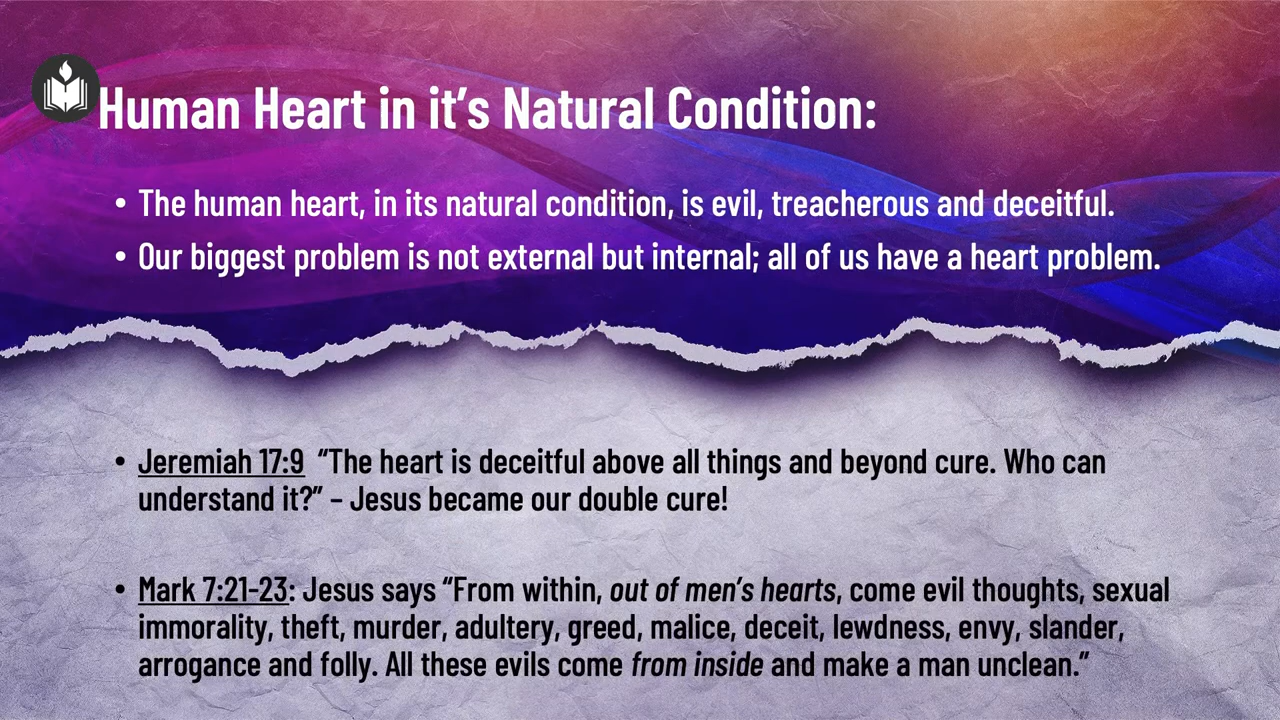 Human Heart in it’s Natural Condition:
• The human heart, in its natural condition, is evil, treacherous and deceitful.
• Our biggest problem is not external but internal; all of us have a heart problem.
• Jeremiah 17:9 “The heart is deceitful above all things and beyond cure. Who can
understand it?” – Jesus became our double cure!
• Mark 7:21-23: Jesus says “From within, out of men’s hearts, come evil thoughts, sexual
immorality, theft, murder, adultery, greed, malice, deceit, lewdness, envy, slander,
arrogance and folly. All these evils come from inside and make a man unclean.”